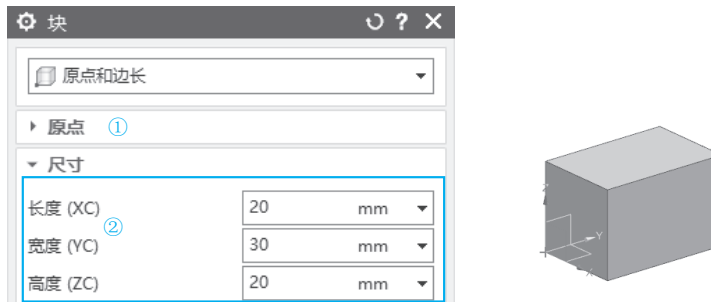 块
原点和边长
原点 ①
尺寸
长度 (XC) 20 mm
② 
宽度 (YC) 30 mm
高度 (ZC) 20 mm
Z
Y
X